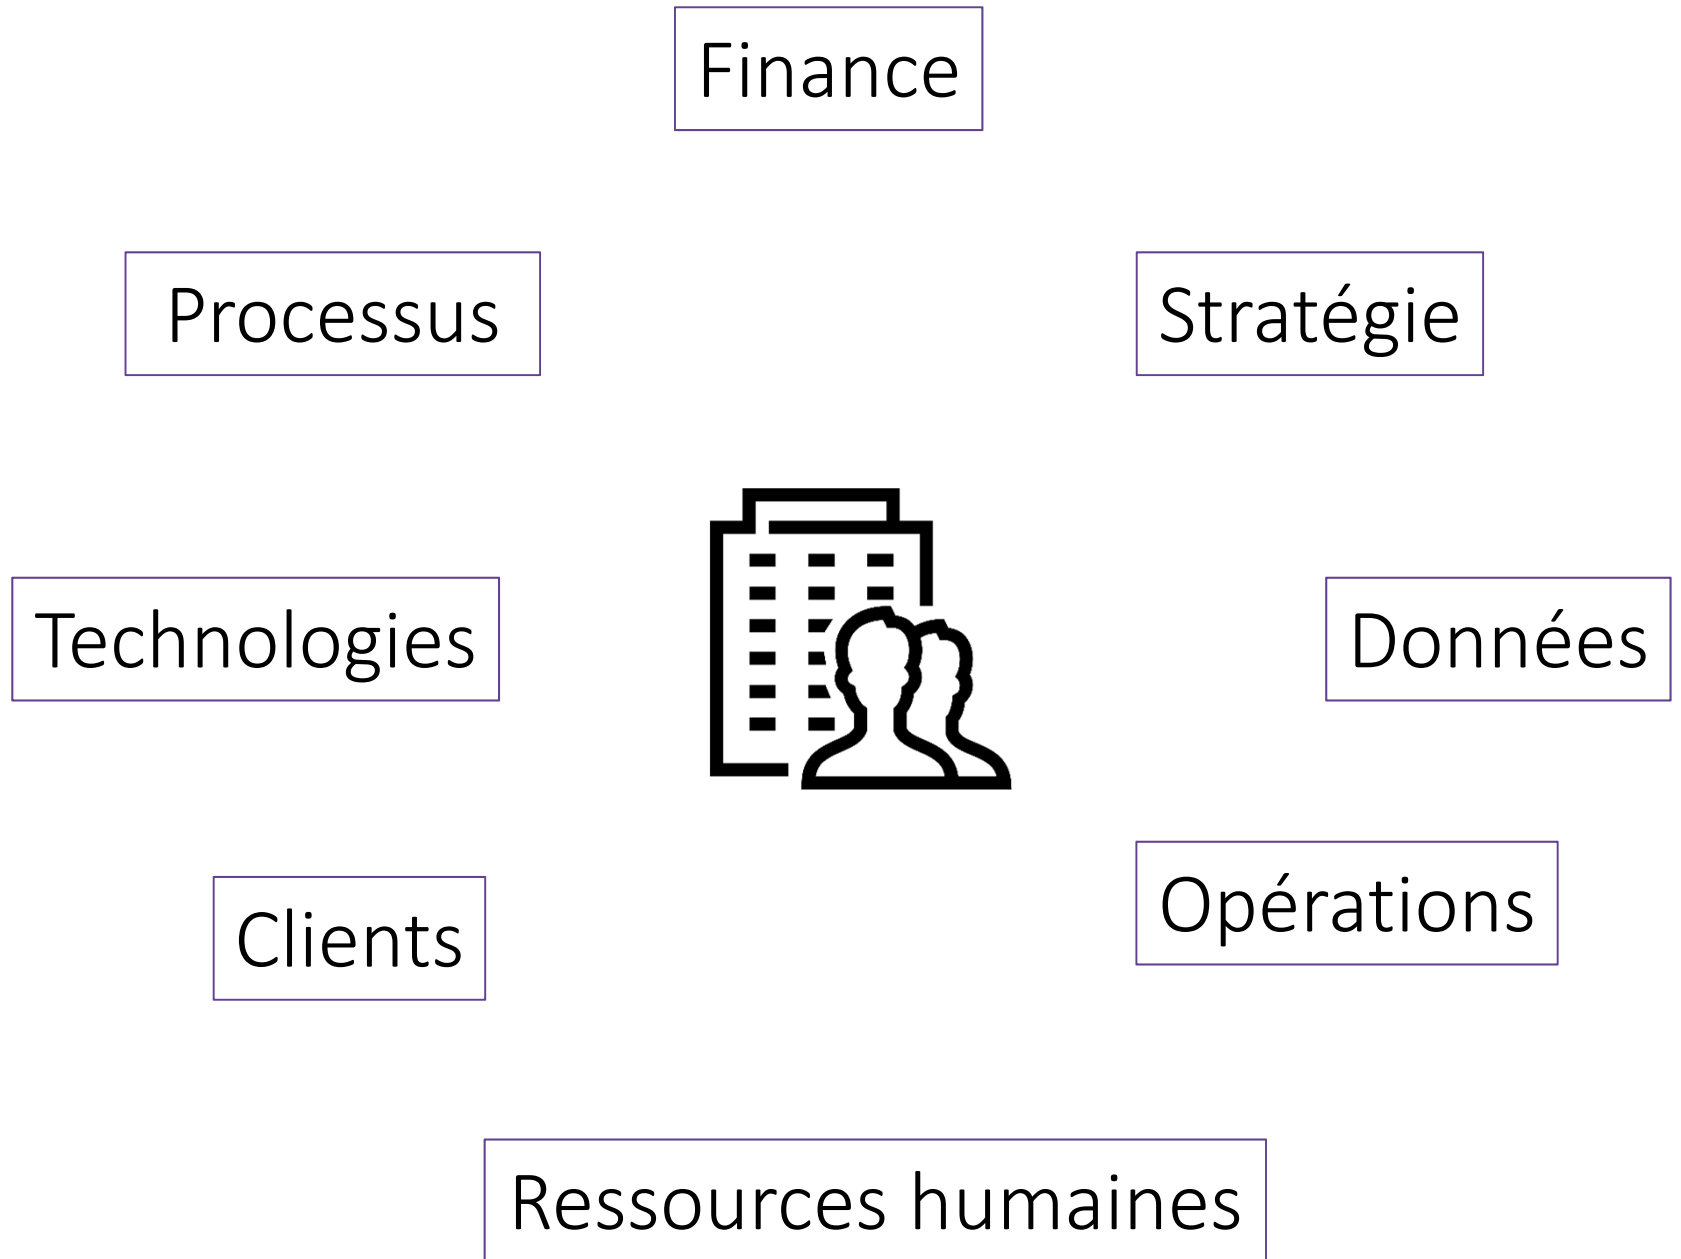 Finance
Processus
Stratégie
Technologies
Données
Opérations
Clients
Ressources humaines